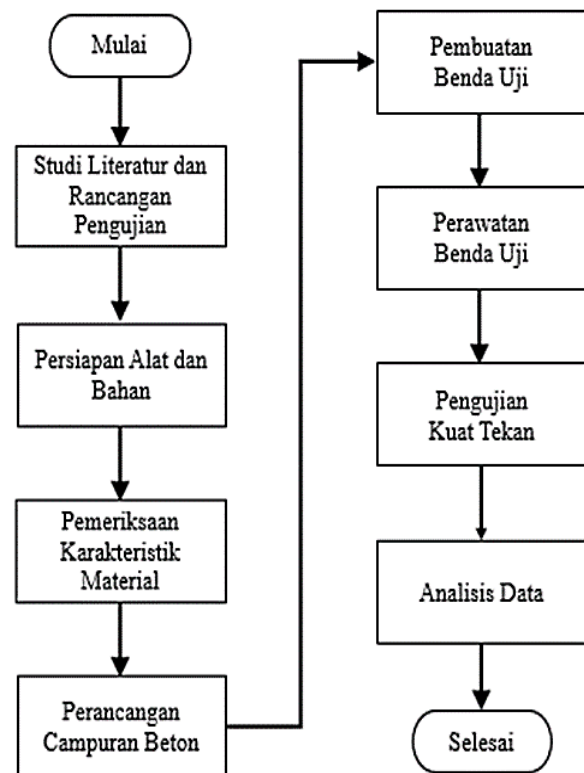 Mulai
Studi Literatur dan
Rancangan
Pengujian
Persiapan Alat dan
Bahan
Pemeriksaan
Karakteristik
Material
Perancangan
Campuran Beton
Pembuatan
Benda Uji
Perawatan
Benda Uji
Pengujian
Kuat Tekan
Analisis Data
Selesai